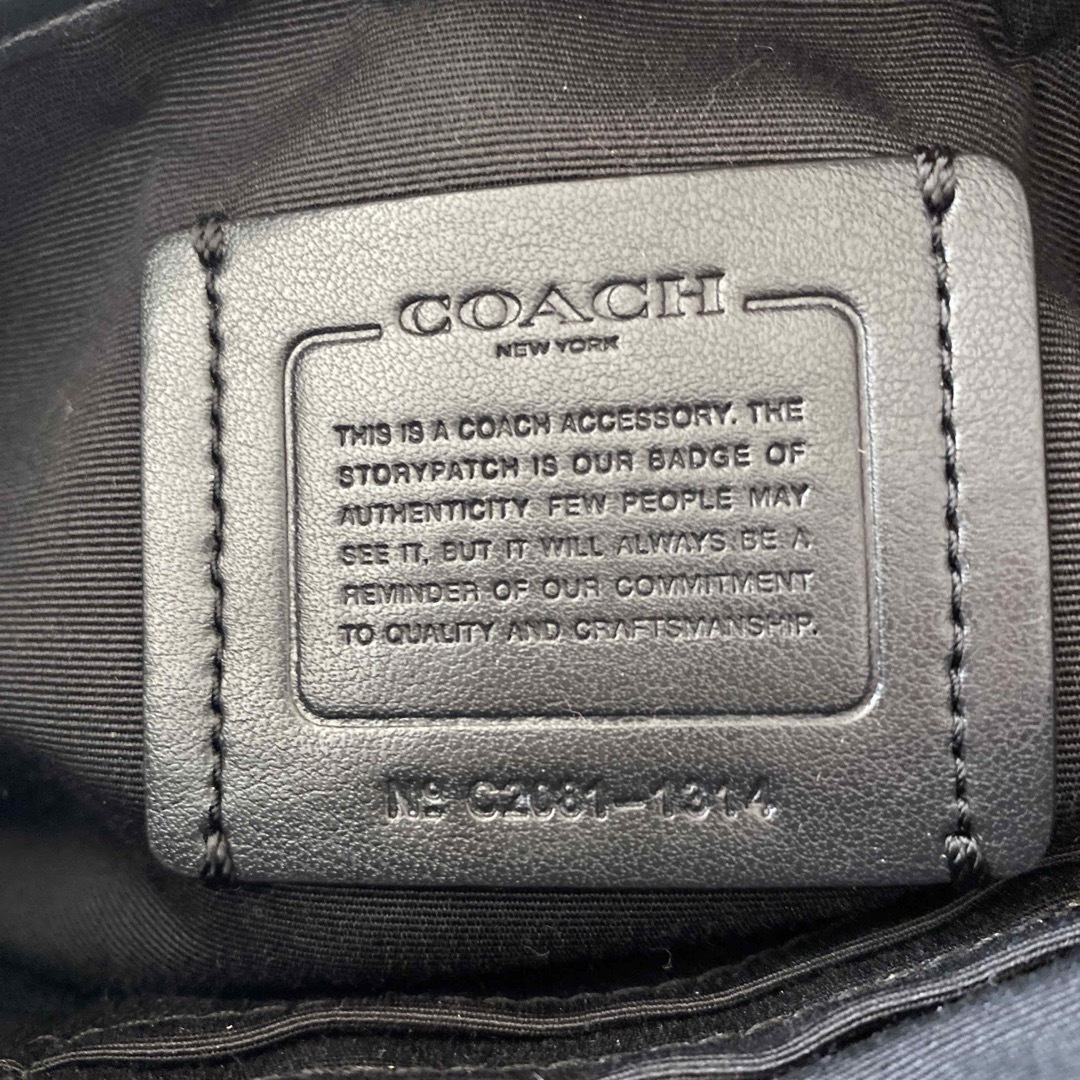 COACH
NEW YORK
THIS IS A COACH ACCESSORY. THE
STORYPATCH IS OUR BADGE OF
AUTHENTICITY. FEW PEOPLE MAY
SEE IT, BUT IT WILL ALWAYS BE A
REMINDER OF OUR COMMITMENT
TO QUALITY AND CRAFTSMANSHIP.
Nº C2081-1314